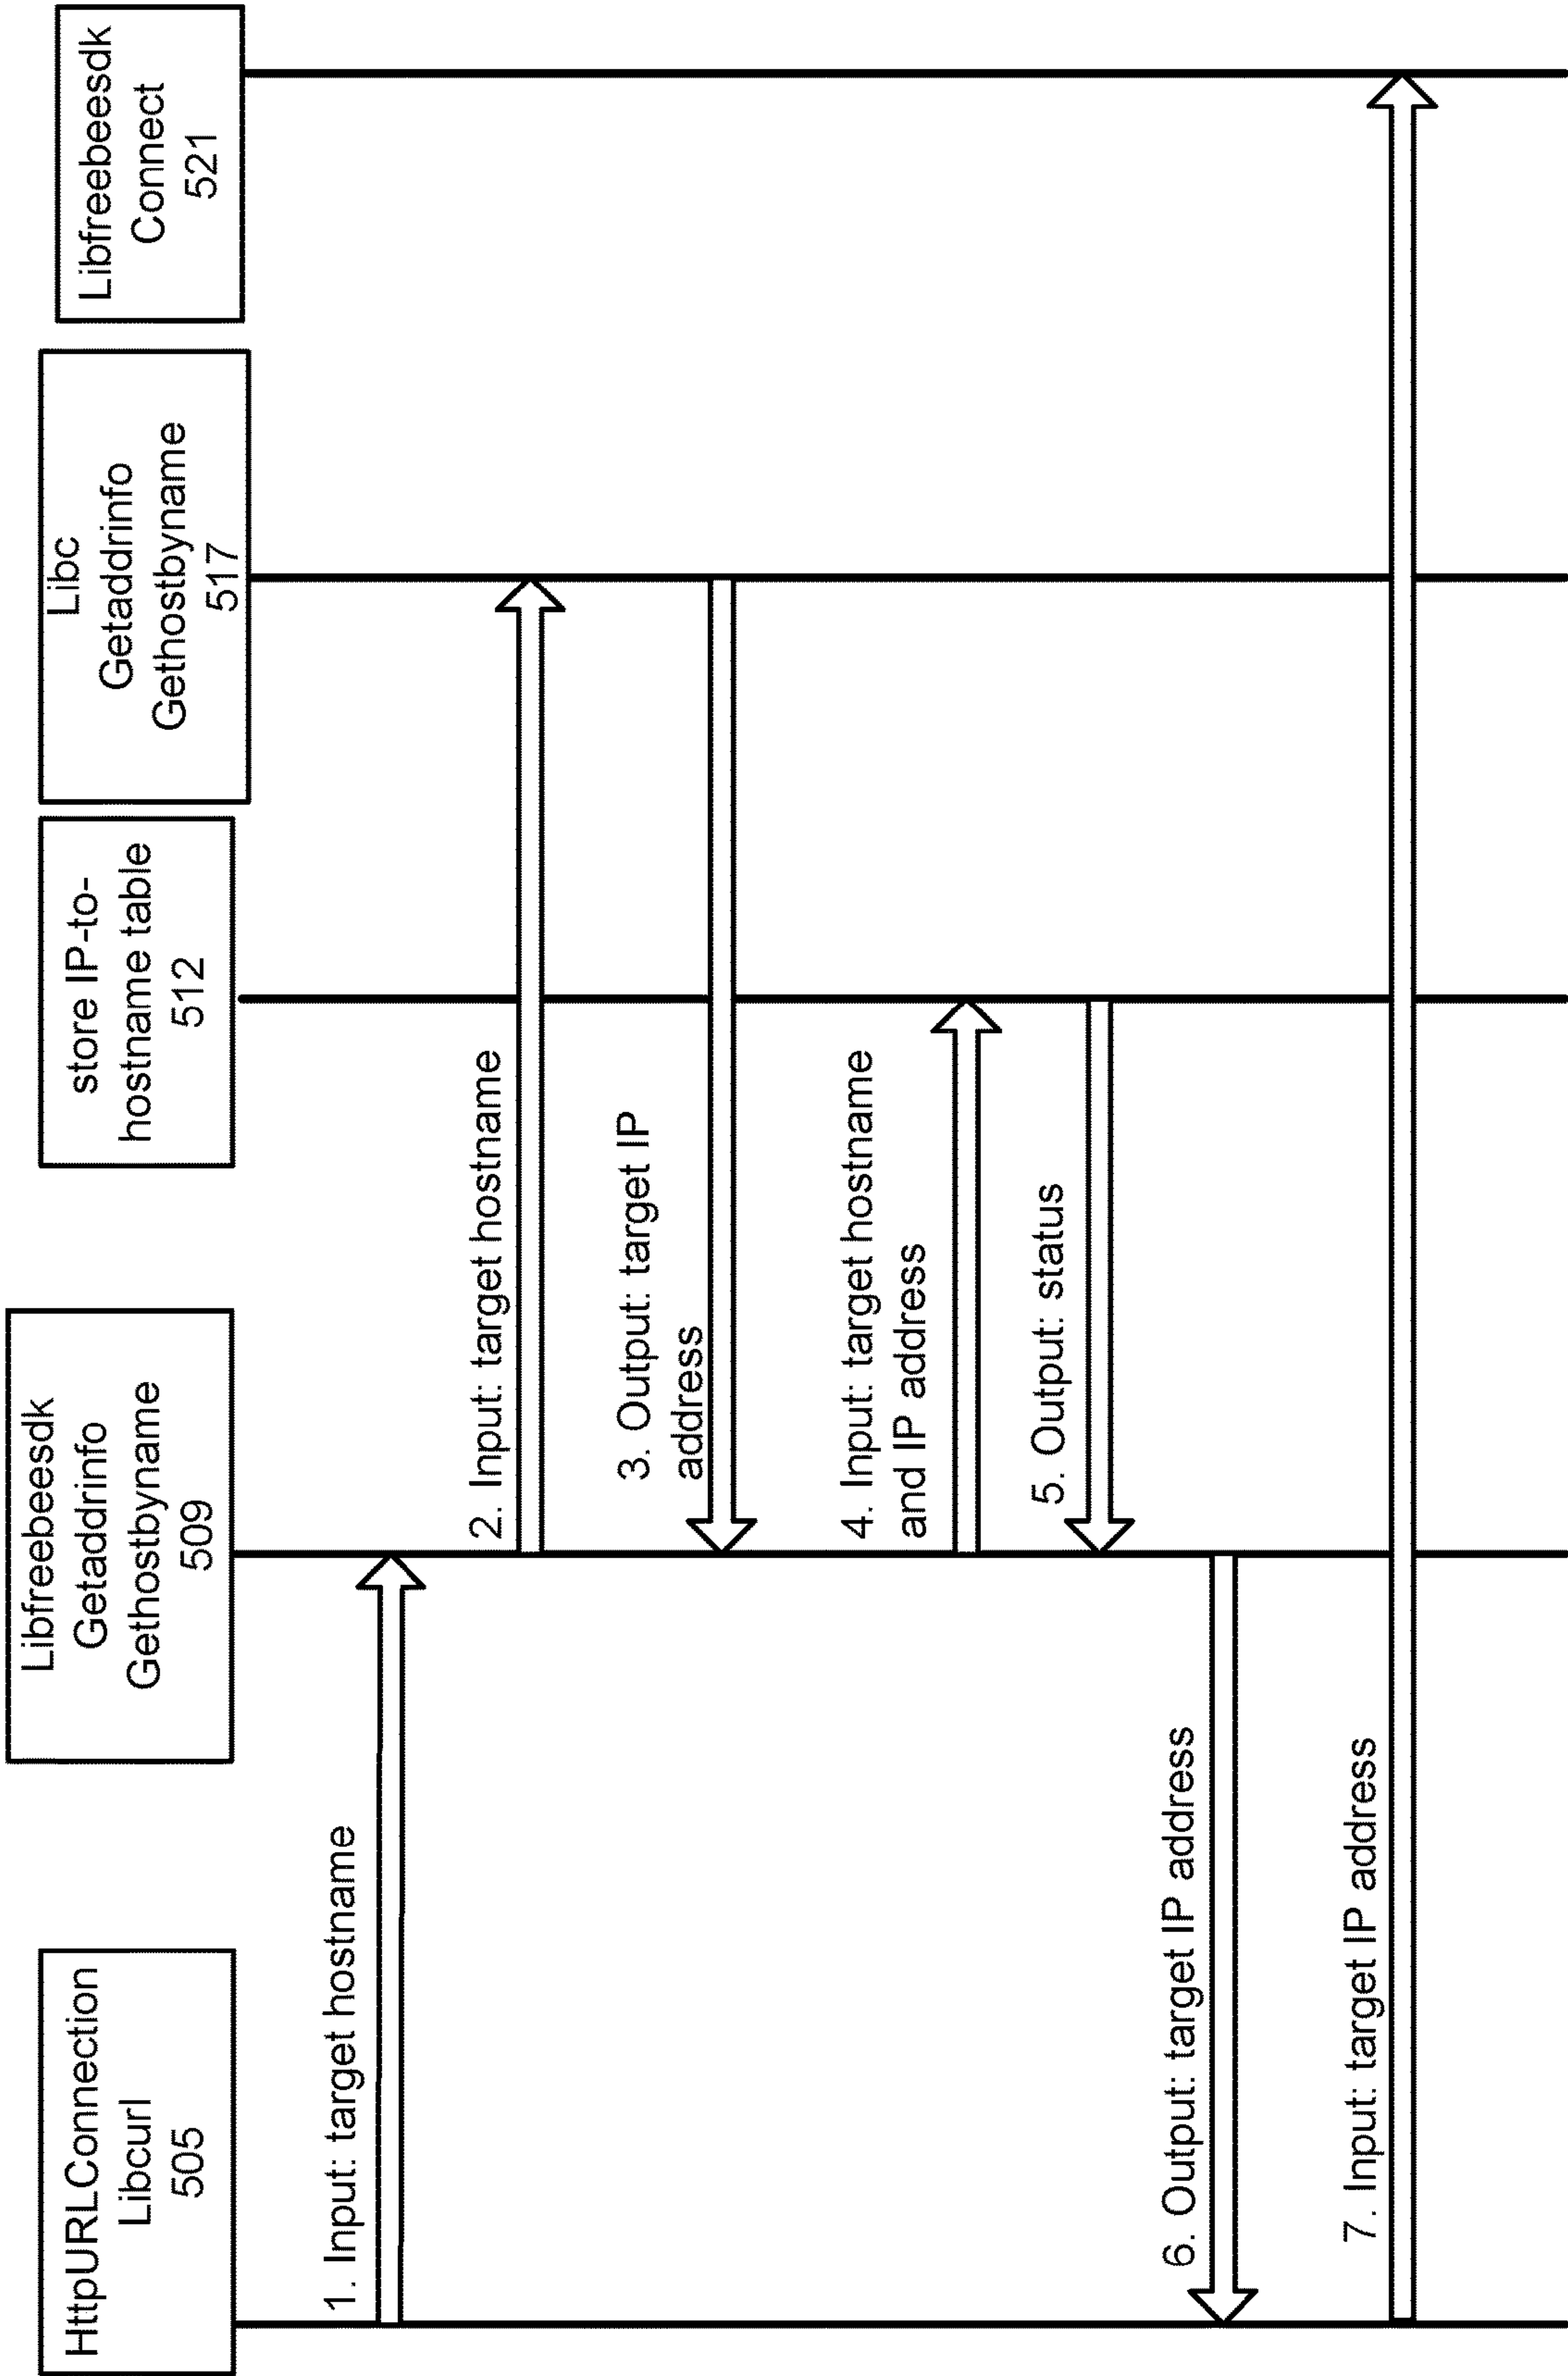 HttpURLConnection
Libcurl
505
Libfreebeesdk
Getaddrinfo
Gethostbyname
509
store IP-to-
hostname table
512
Libc
Getaddrinfo
Gethostbyname
517
Libfreebeesdk
Connect
521
1. Input: target hostname
2. Input: target hostname
3. Output: target IP
address
4. Input: target hostname
and IP address
5. Output: status
6. Output: target IP address
7. Input: target IP address